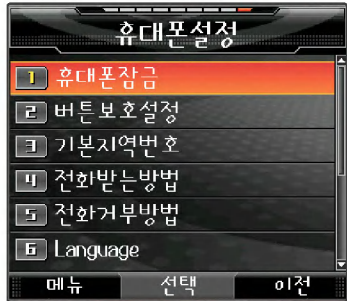 휴대폰설정
1 휴대폰잠금
2 버튼보호설정
3 기본지역번호
4 전화받는방법
5 전화거부방법
6 Language
메뉴 선택 이전